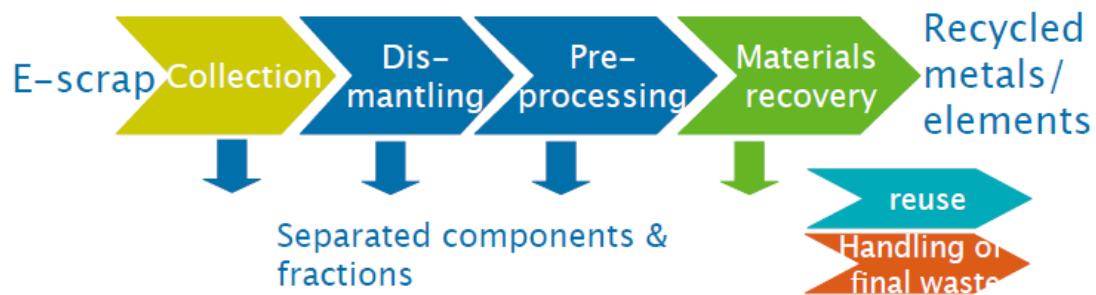 E-scrap
Collection
Dis-
mantling
Pre-
processing
Materials
recovery
Recycled
metals/
elements
Separated components &
fractions
reuse
Handling of
final waste